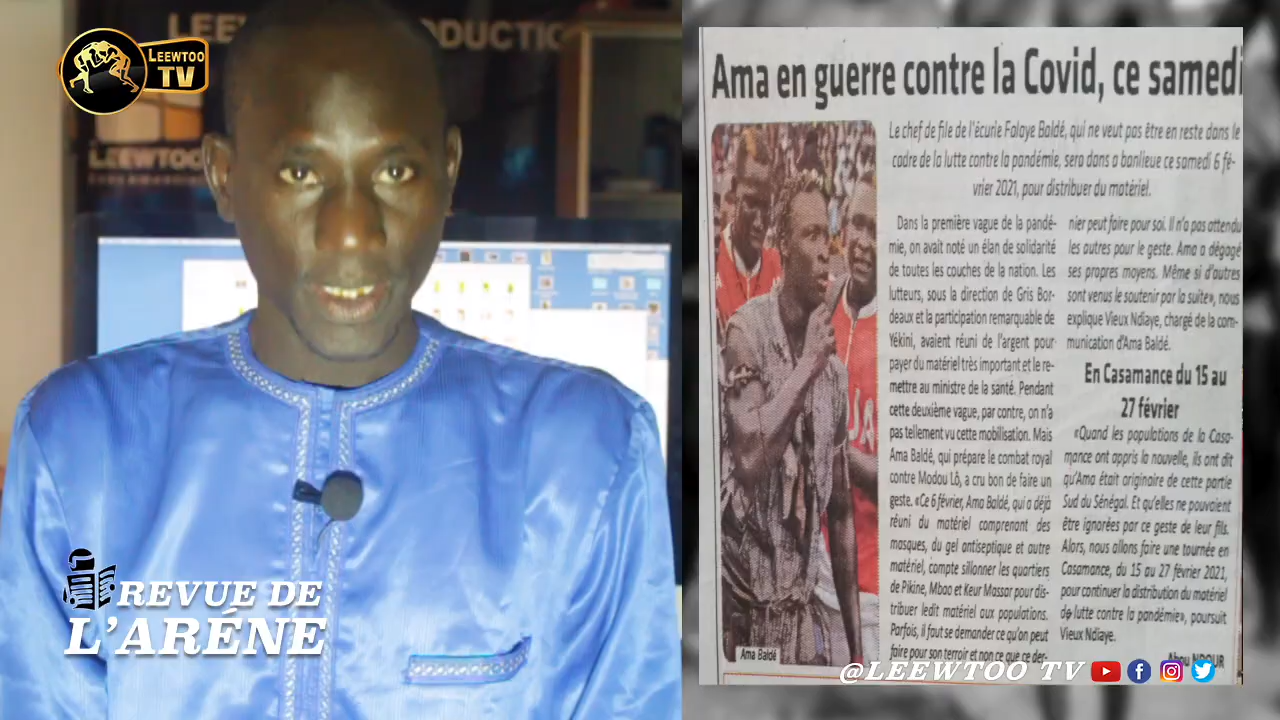 LEEWTOO
TV
LEE
ODUCTIO
LEEWTOO
REVUE DE
L'ARÉNE
Ama en guerre contre la Covid, ce samedi
Le chef de file de l'écurie Falaye Baldé, qui ne veut pas être en reste dans le
cadre de la lutte contre la pandémie, sera dans a banlieue ce samedi 6 fé-
vrier 2021, pour distribuer du matériel.
Dans la première vague de la pandé-
mie, on avait noté un élan de solidarité
de toutes les couches de la nation. Les
lutteurs, sous la direction de Gris Bor-
deaux et la participation remarquable de
Yékini, avaient réuni de l'argent pour
payer du matériel très important et le re-
mettre au ministre de la santé. Pendant
cette deuxième vague, par contre, on n'a
pas tellement vu cette mobilisation. Mais
Ama Baldé, qui prépare le combat royal
contre Modou Lô, a cru bon de faire un
geste. «Ce 6 février, Ama Baldé, qui a déjà
réuni du matériel comprenant des
masques, du gel antiseptique et autre
matériel, compte sillonner les quartiers
de Pikine, Mbao et Keur Massar pour dis-
tribuer ledit matériel aux populations.
Parfois, il faut se demander ce qu'on peut
faire pour son terroir et non ce que ce der-
nier peut faire pour soi. Il n'a pas attendu
les autres pour le geste. Ama a dégagé
ses propres moyens. Même si d'autres
sont venus le soutenir par la suite», nous
explique Vieux Ndiaye, chargé de la com-
munication d'Ama Baldé.
En Casamance du 15 au
27 février
«Quand les populations de la Casa-
mance ont appris la nouvelle, ils ont dit
qu'Ama était originaire de cette partie
Sud du Sénégal. Et qu'elles ne pouvaient
être ignorées par ce geste de leur fils.
Alors, nous allons faire une tournée en
Casamance, du 15 au 27 février 2021,
pour continuer la distribution du matériel
de lutte contre la pandémie», poursuit
Vieux Ndiaye.
Abou NDOUR
Ama Baldé
@LEEWTOO TV